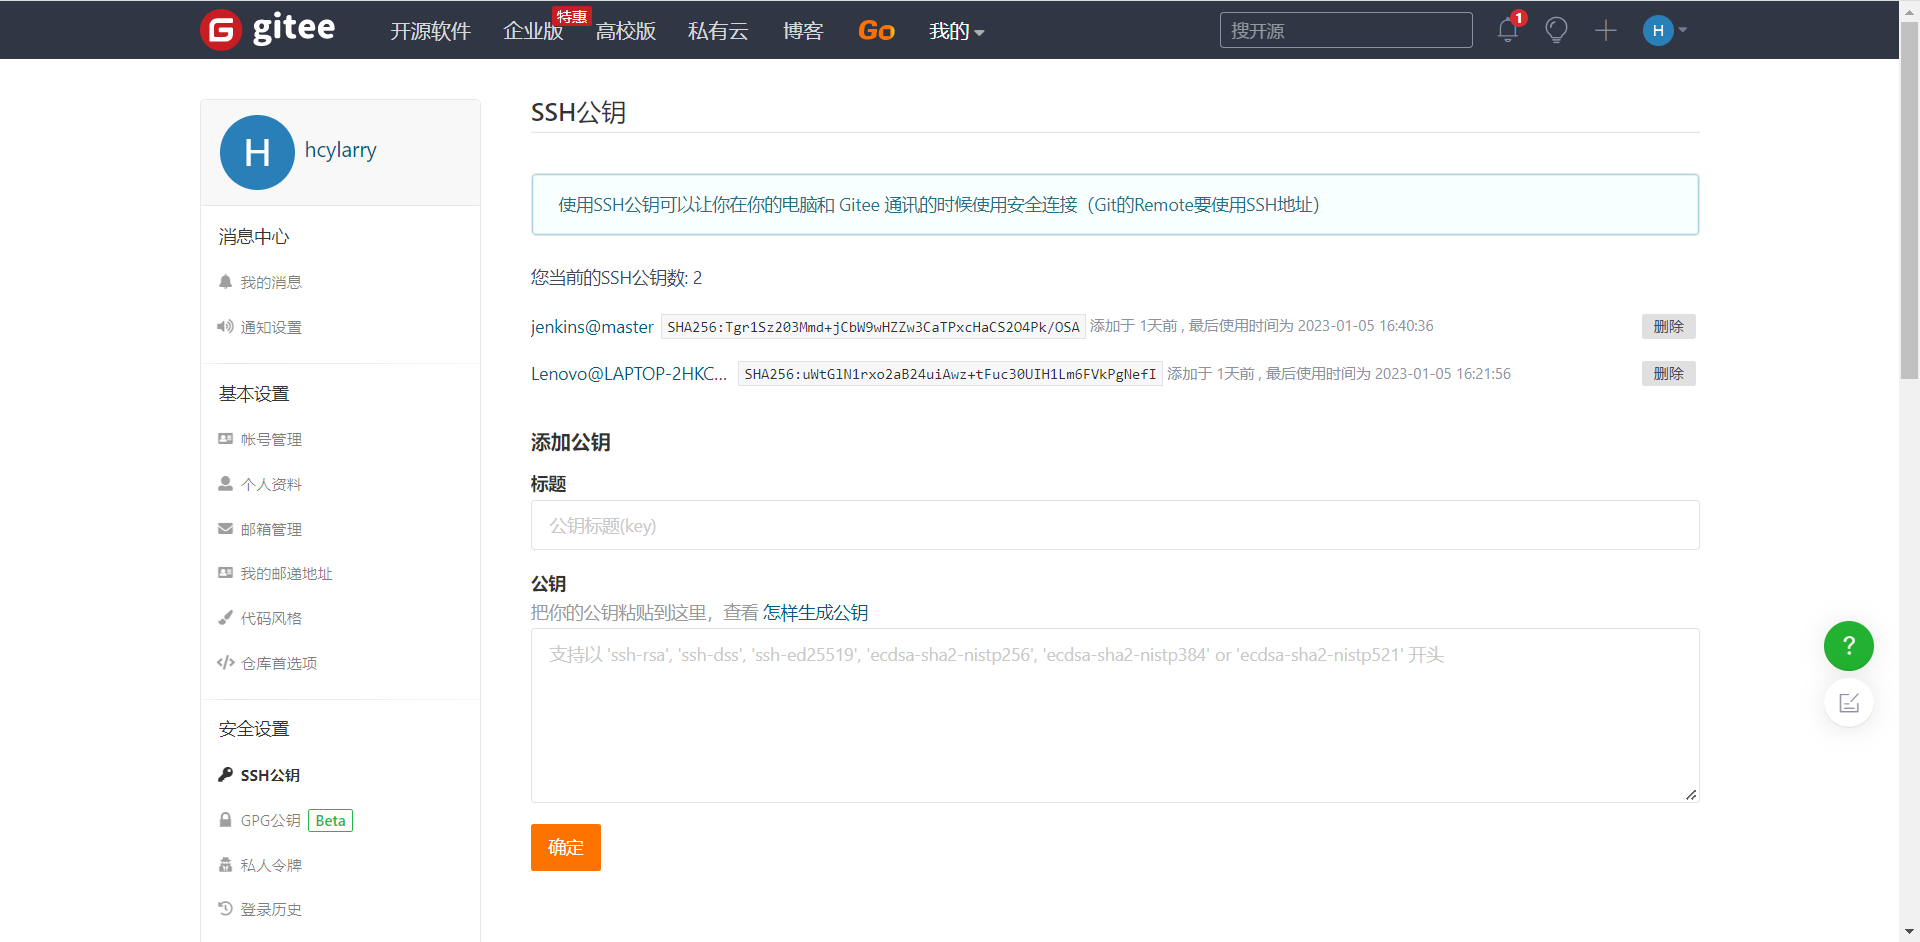 gitee 开源软件 企业版 特惠 高校版 私有云 博客 Go 我的 搜开源 1 H
H hcylarry
消息中心
我的消息
通知设置
基本设置
帐号管理
个人资料
邮箱管理
我的邮递地址
代码风格
仓库首选项
安全设置
SSH公钥
GPG公钥 Beta
私人令牌
登录历史
SSH公钥
使用SSH公钥可以让你在你的电脑和 Gitee 通讯的时候使用安全连接（Git的Remote要使用SSH地址）
您当前的SSH公钥数: 2
jenkins@master SHA256:Tgr1Sz203Mmd+jCbW9wHZZw3CaTPxcHaCS2O4Pk/OSA 添加于 1天前 , 最后使用时间为 2023-01-05 16:40:36 删除
Lenovo@LAPTOP-2HKC... SHA256:uWtGlN1rxo2aB24uiAwz+tFuc30UIH1Lm6FVkPgNefI 添加于 1天前 , 最后使用时间为 2023-01-05 16:21:56 删除
添加公钥
标题
公钥标题(key)
公钥
把你的公钥粘贴到这里，查看 怎样生成公钥
支持以 'ssh-rsa', 'ssh-dss', 'ssh-ed25519', 'ecdsa-sha2-nistp256', 'ecdsa-sha2-nistp384' or 'ecdsa-sha2-nistp521' 开头
确定
?